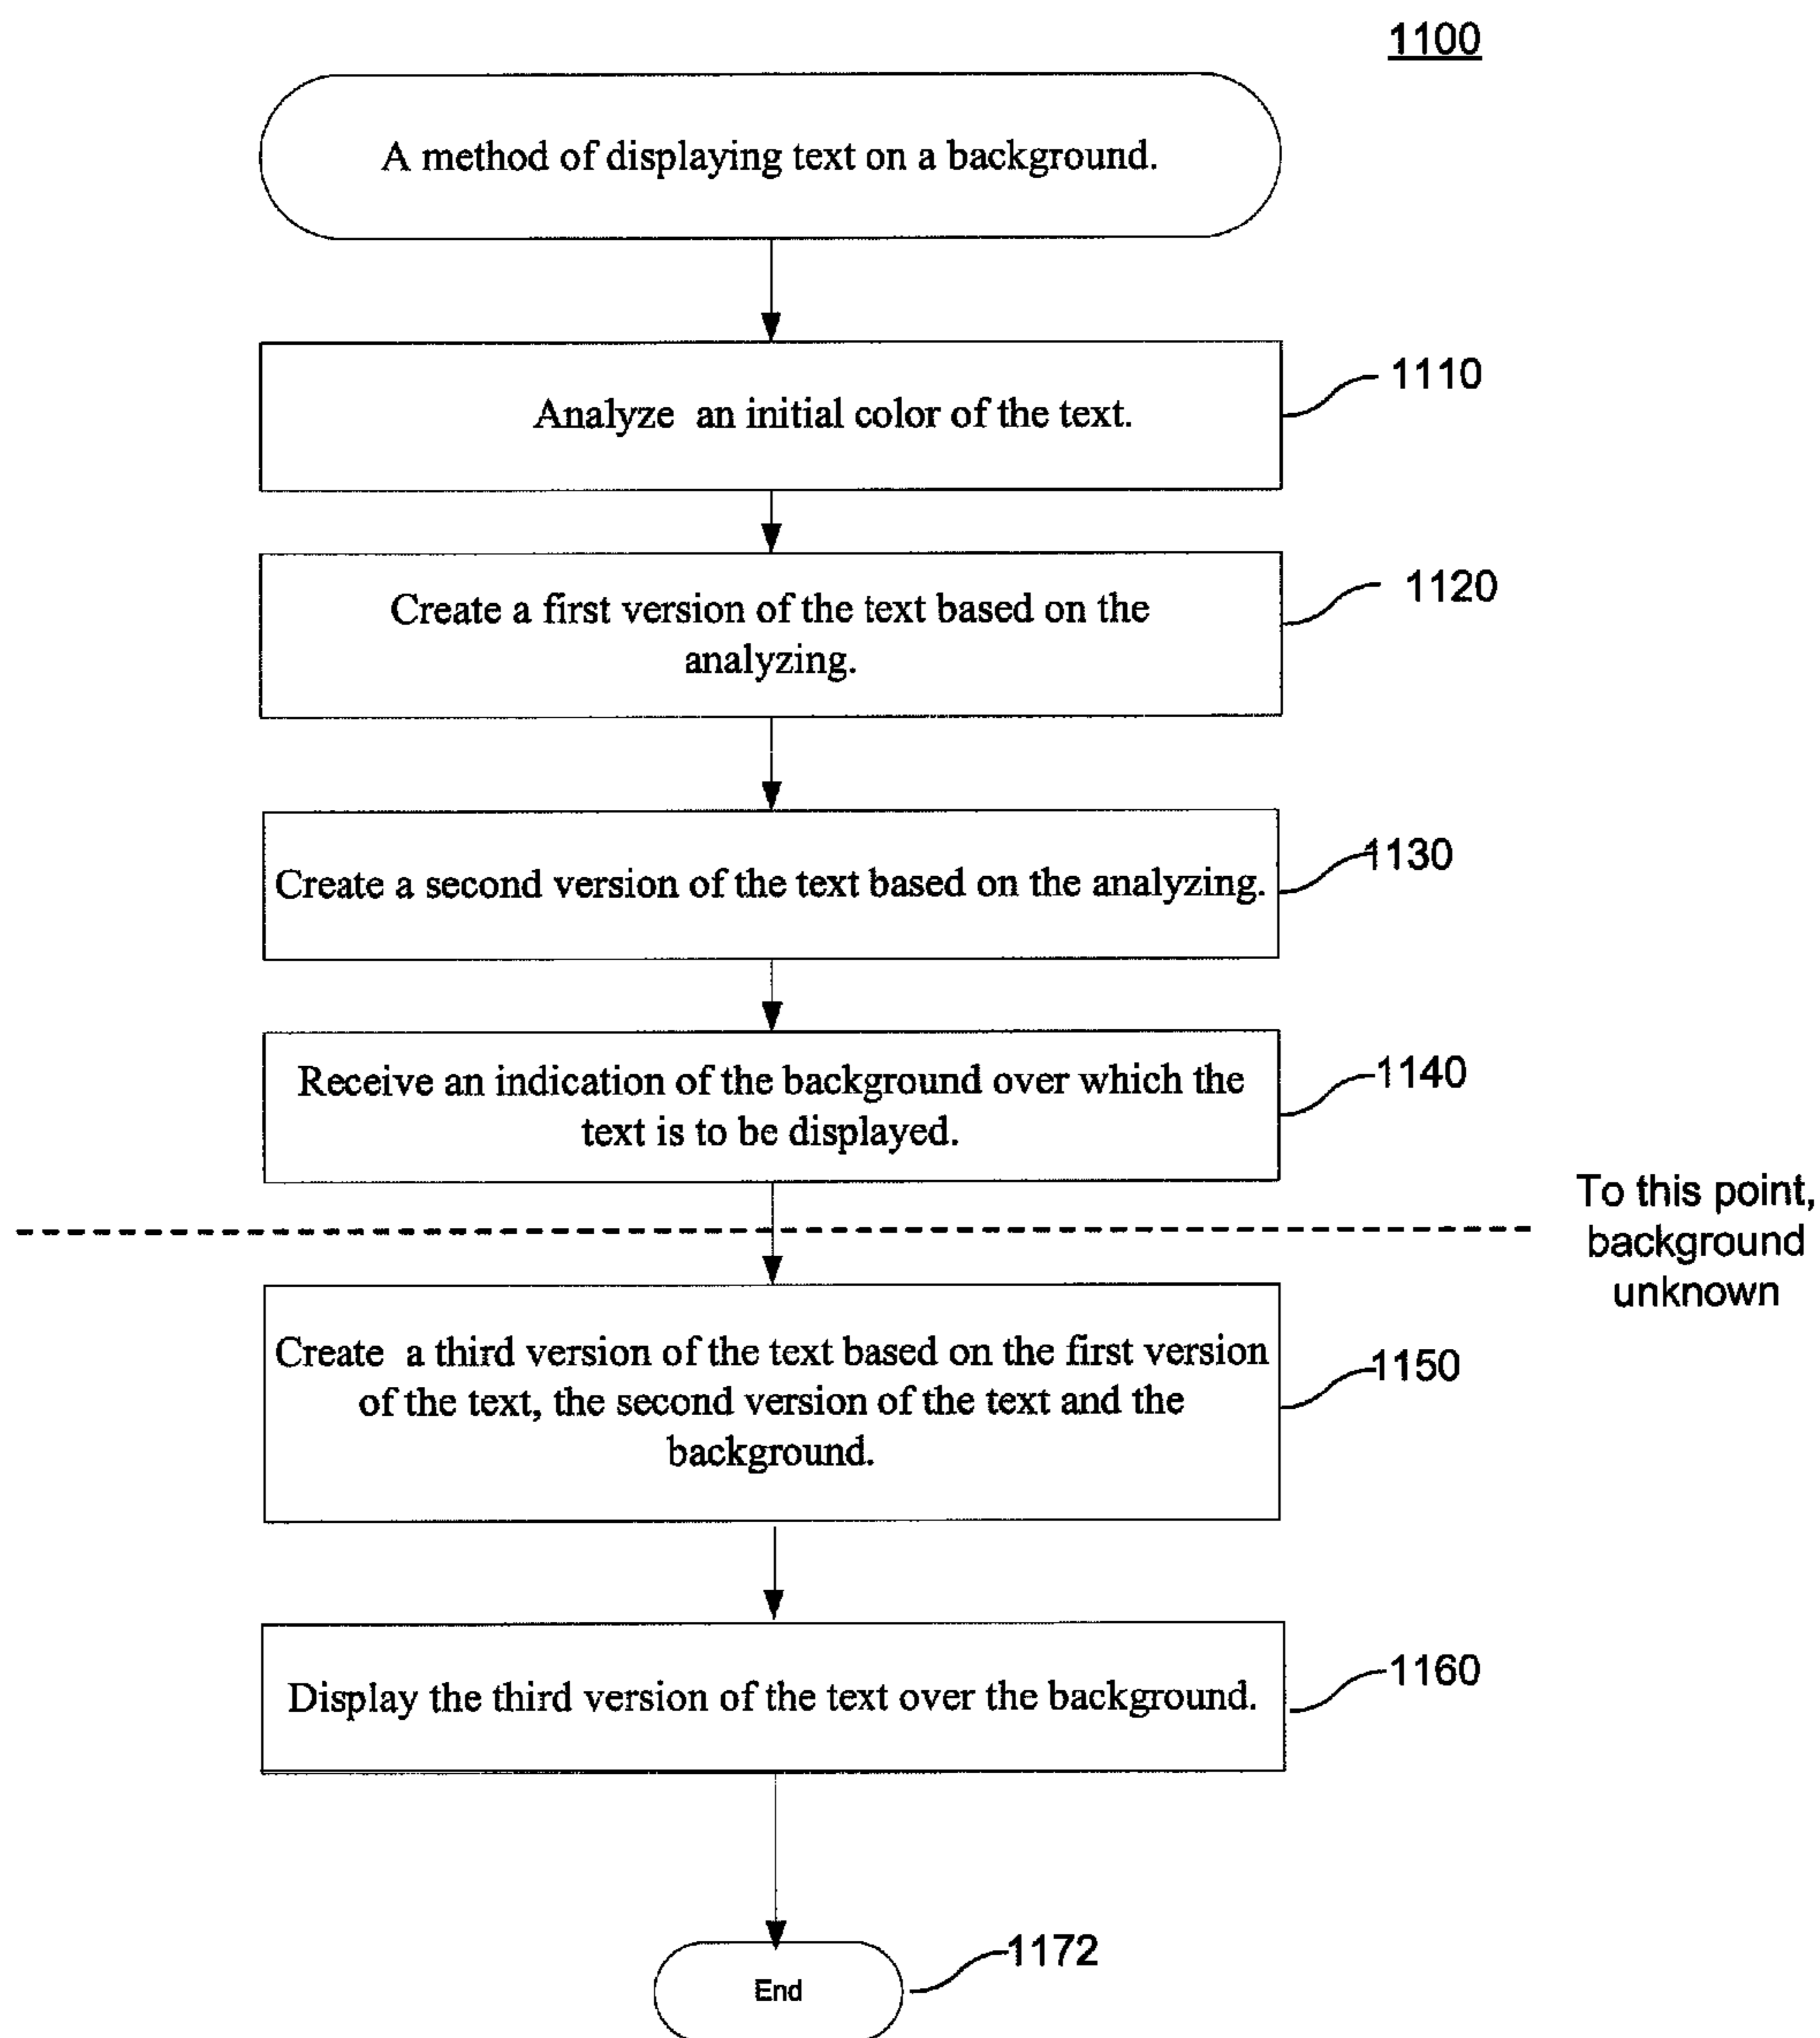 1100
A method of displaying text on a background.
1110
Analyze an initial color of the text.
1120
Create a first version of the text based on the
analyzing.
1130
Create a second version of the text based on the analyzing.
1140
Receive an indication of the background over which the
text is to be displayed.
To this point,
background
unknown
1150
Create a third version of the text based on the first version
of the text, the second version of the text and the
background.
1160
Display the third version of the text over the background.
1172
End